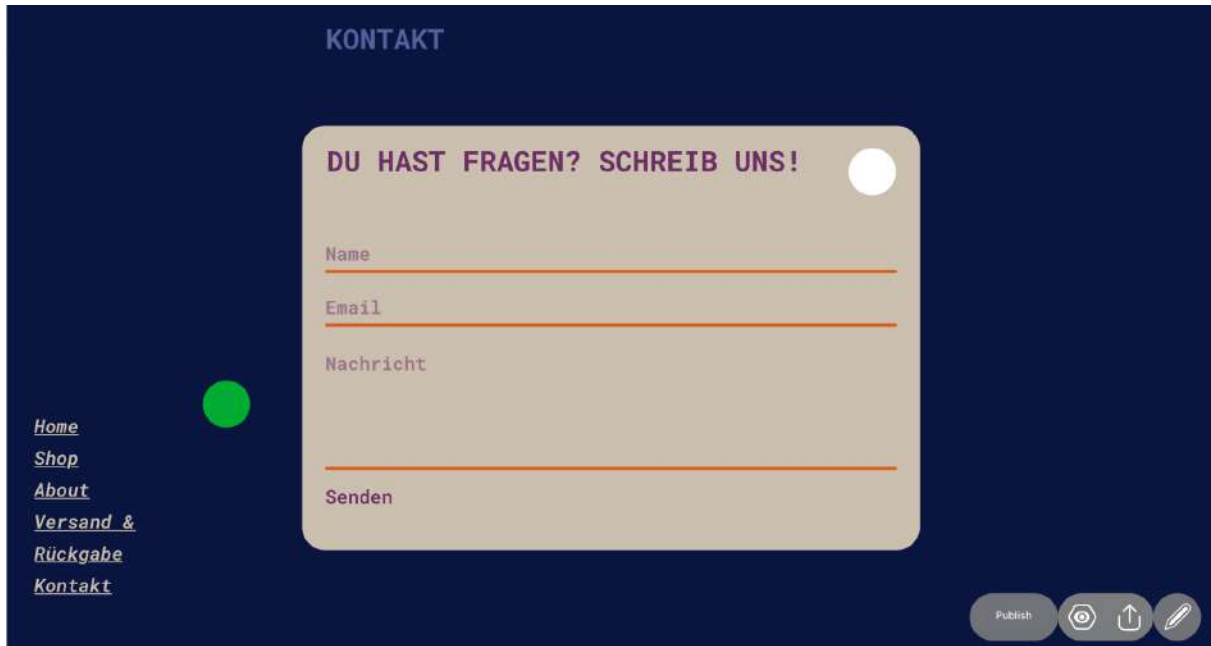 KONTAKT
DU HAST FRAGEN? SCHREIB UNS!
Name
Email
Nachricht
Senden
Home
Shop
About
Versand &
Rückgabe
Kontakt
Publish